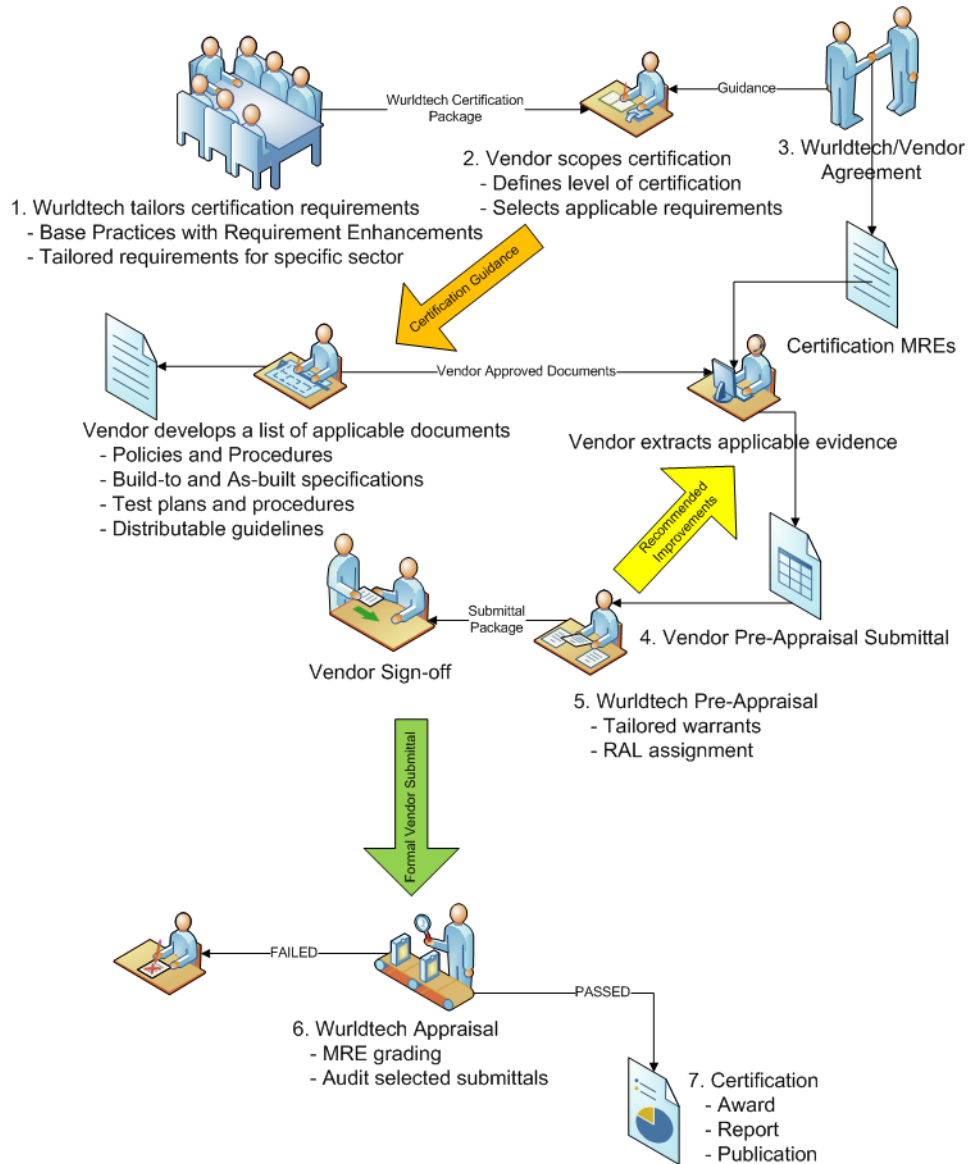 Wurldtech Certification
Package
Guidance
3. Wurldtech/Vendor
Agreement
2. Vendor scopes certification
- Defines level of certification
- Selects applicable requirements
1. Wurldtech tailors certification requirements
- Base Practices with Requirement Enhancements
- Tailored requirements for specific sector
Certification Guidance
Certification MREs
Vendor Approved Documents
Vendor develops a list of applicable documents
- Policies and Procedures
- Build-to and As-built specifications
- Test plans and procedures
- Distributable guidelines
Vendor extracts applicable evidence
Recommended
Improvements
Submittal
Package
4. Vendor Pre-Appraisal Submittal
Vendor Sign-off
5. Wurldtech Pre-Appraisal
- Tailored warrants
- RAL assignment
Formal Vendor Submittal
FAILED
PASSED
6. Wurldtech Appraisal
- MRE grading
- Audit selected submittals
7. Certification
- Award
- Report
- Publication